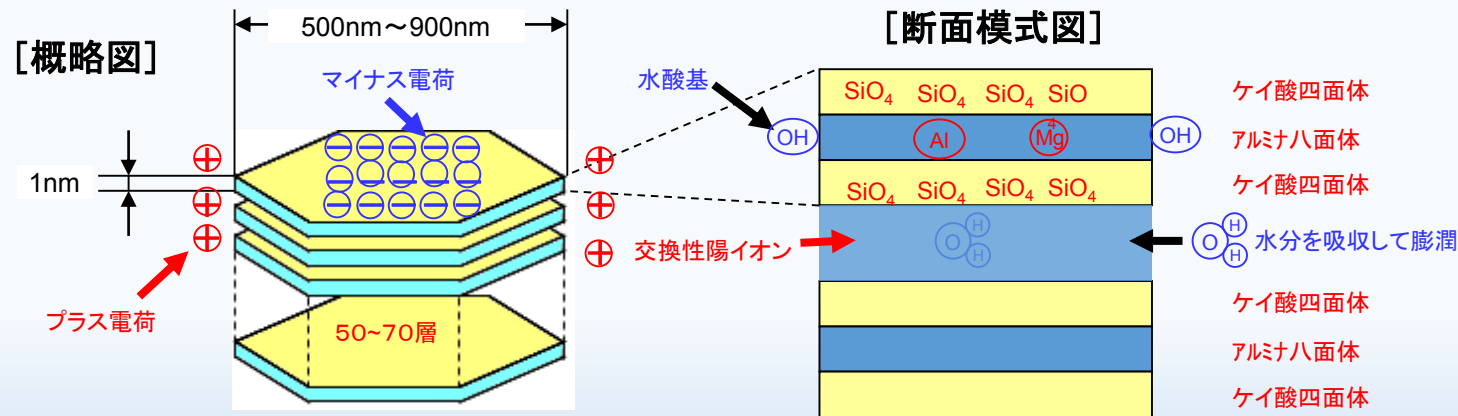 [概略図]
500nm～900nm
マイナス電荷
1nm
プラス電荷
50~70層
[断面模式図]
水酸基
SiO₄ SiO₄ SiO₄ SiO
4
ケイ酸四面体
OH Al Mg OH
アルミナ八面体
SiO₄ SiO₄ SiO₄ SiO₄
ケイ酸四面体
交換性陽イオン
O H H
O H H
水分を吸収して膨潤
ケイ酸四面体
アルミナ八面体
ケイ酸四面体